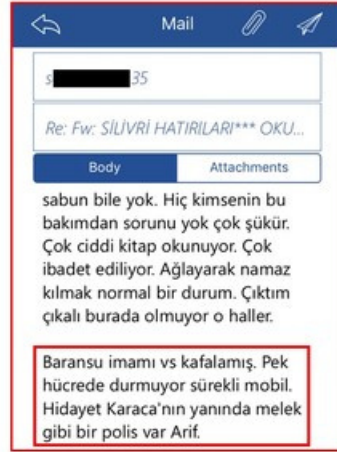 Mail
s 35
Re: Fw: SİLİVRİ HATIRILARI*** OKU...
Body Attachments
sabun bile yok. Hiç kimsenin bu
bakımdan sorunu yok çok şükür.
Çok ciddi kitap okunuyor. Çok
ibadet ediliyor. Ağlayarak namaz
kılmak normal bir durum. Çıktım
çıkalı burada olmuyor o haller.
Baransu imamı vs kafalamış. Pek
hücrede durmuyor sürekli mobil.
Hidayet Karaca'nın yanında melek
gibi bir polis var Arif.